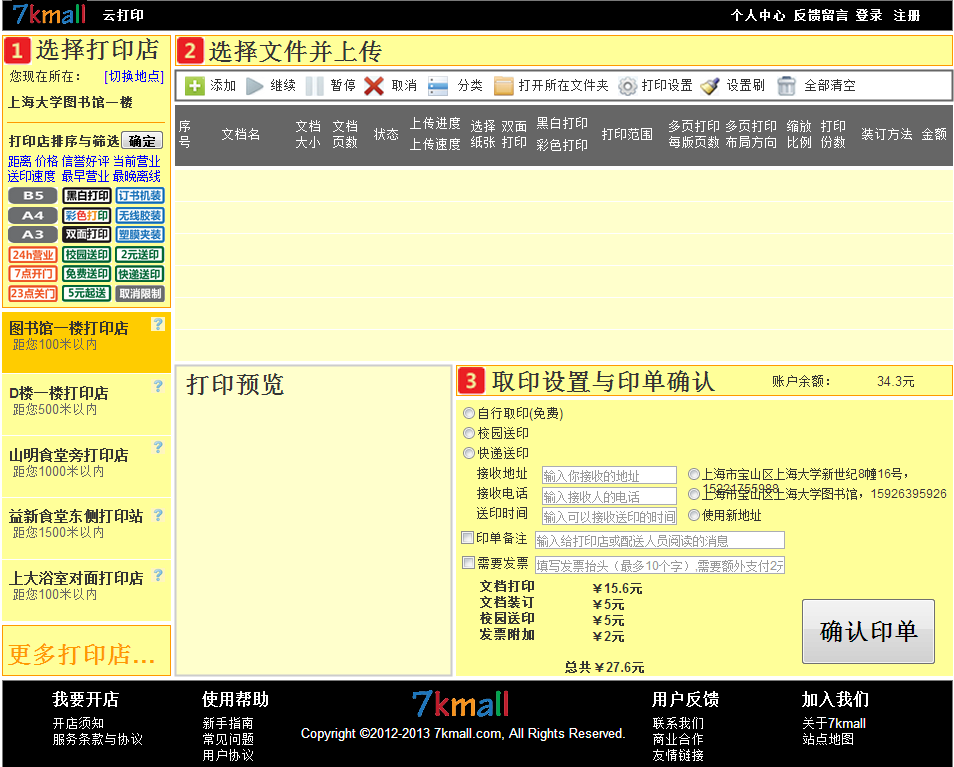 7kmall 云打印 个人中心 反馈留言 登录 注册
1 选择打印店
您现在所在： [切换地点]
上海大学图书馆一楼
打印店排序与筛选 确定
距离 价格 信誉好评 当前营业
送印速度 最早营业 最晚离线
B5 黑白打印 订书机装
A4 彩色打印 无线胶装
A3 双面打印 塑膜夹装
24h营业 校园送印 2元送印
7点开门 免费送印 快递送印
23点关门 5元起送 取消限制
图书馆一楼打印店 ?
距您100米以内
D楼一楼打印店 ?
距您500米以内
山明食堂旁打印店 ?
距您1000米以内
益新食堂东侧打印站 ?
距您1500米以内
上大浴室对面打印店 ?
距您100米以内
更多打印店...
2 选择文件并上传
添加 继续 暂停 取消 分类 打开所在文件夹 打印设置 设置刷 全部清空
序号 文档名 文档大小 文档页数 状态 上传进度 上传速度 选择纸张 双面打印 黑白打印 彩色打印 打印范围 多页打印每版页数 多页打印布局方向 缩放比例 打印份数 装订方法 金额
打印预览
3 取印设置与印单确认 账户余额： 34.3元
自行取印(免费)
校园送印
快递送印
接收地址 输入你接收的地址 上海市宝山区上海大学新世纪8幢16号，
接收电话 输入接收人的电话 上海市宝山区上海大学图书馆，15926395926
送印时间 输入可以接收送印的时间 使用新地址
印单备注 输入给打印店或配送人员阅读的消息
需要发票 填写发票抬头（最多10个字）,需要额外支付2元
文档打印 ￥15.6元
文档装订 ￥5元
校园送印 ￥5元
发票附加 ￥2元
总共￥27.6元
确认印单
我要开店
开店须知
服务条款与协议
使用帮助
新手指南
常见问题
用户协议
7kmall
Copyright ©2012-2013 7kmall.com, All Rights Reserved.
用户反馈
联系我们
商业合作
友情链接
加入我们
关于7kmall
站点地图